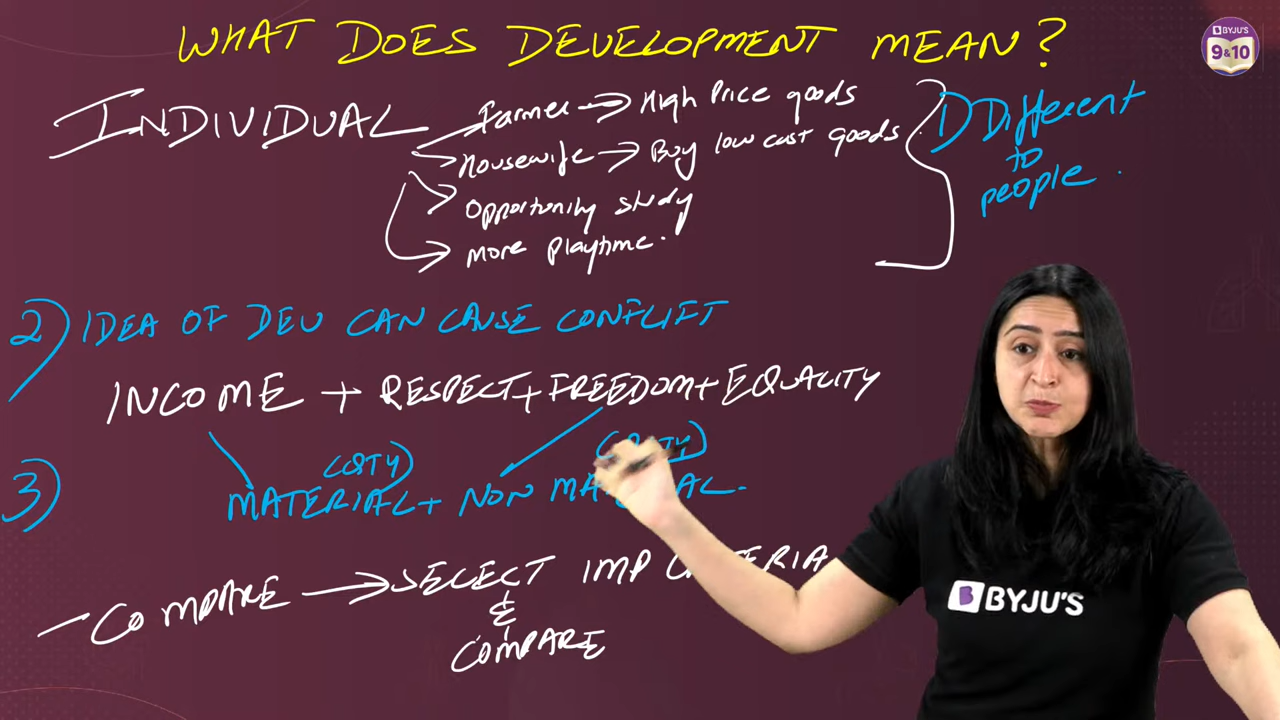 WHAT DOES DEVELOPMENT MEAN?
BYJU'S
9&10
INDIVIDUAL
Farmer → High Price goods
Housewife → Buy low cost goods
Opportunity study
More playtime.
1) Different
to
people.
2) IDEA OF DEV CAN CAUSE CONFLIFT
INCOME + RESPECT + FREEDOM + EQUALITY
(QTY)
3) MATERIAL + NON MATERIAL.
- COMPARE → SELECT IMP
&
COMPARE
BYJU'S